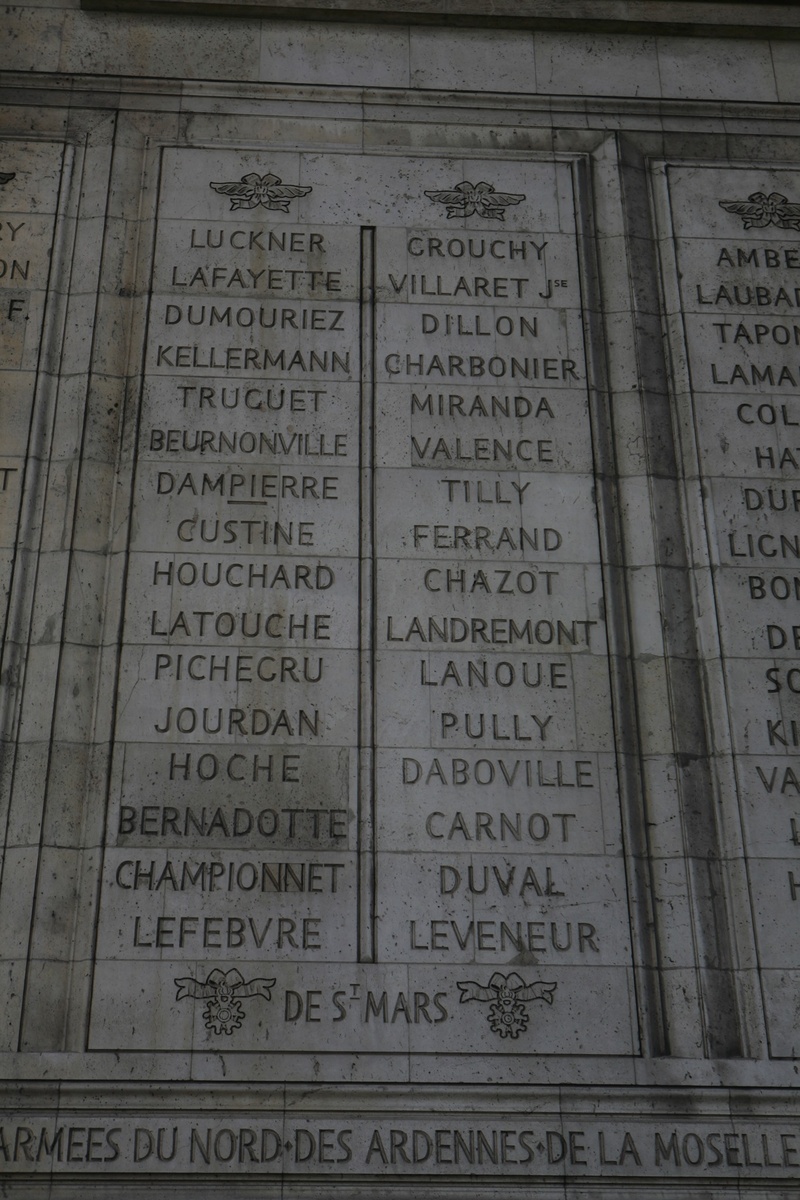 LUCKNER
LAFAYETTE
DUMOURIEZ
KELLERMANN
TRUGUET
BEURNONVILLE
DAMPIERRE
CUSTINE
HOUCHARD
LATOUCHE
PICHEGRU
JOURDAN
HOCHE
BERNADOTTE
CHAMPIONNET
LEFEBVRE
GROUCHY
VILLARET JSE
DILLON
CHARBONIER
MIRANDA
VALENCE
TILLY
FERRAND
CHAZOT
LANDREMONT
LANOUE
PULLY
DABOVILLE
CARNOT
DUVAL
LEVENEUR
DE ST MARS
ARMEES DU NORD·DES ARDENNES·DE LA MOSELLE